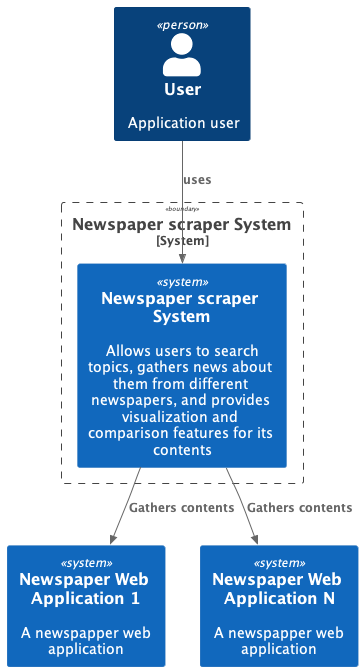 «person»
User
Application user
uses
«boundary»
Newspaper scraper System
[System]
«system»
Newspaper scraper
System
Allows users to search
topics, gathers news about
them from different
newspapers, and provides
visualization and
comparison features for its
contents
Gathers contents
Gathers contents
«system»
Newspaper Web
Application 1
A newspapper web
application
«system»
Newspaper Web
Application N
A newspapper web
application